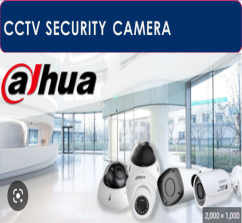 CCTV SECURITY CAMERA
alhua
2,000 × 1,000